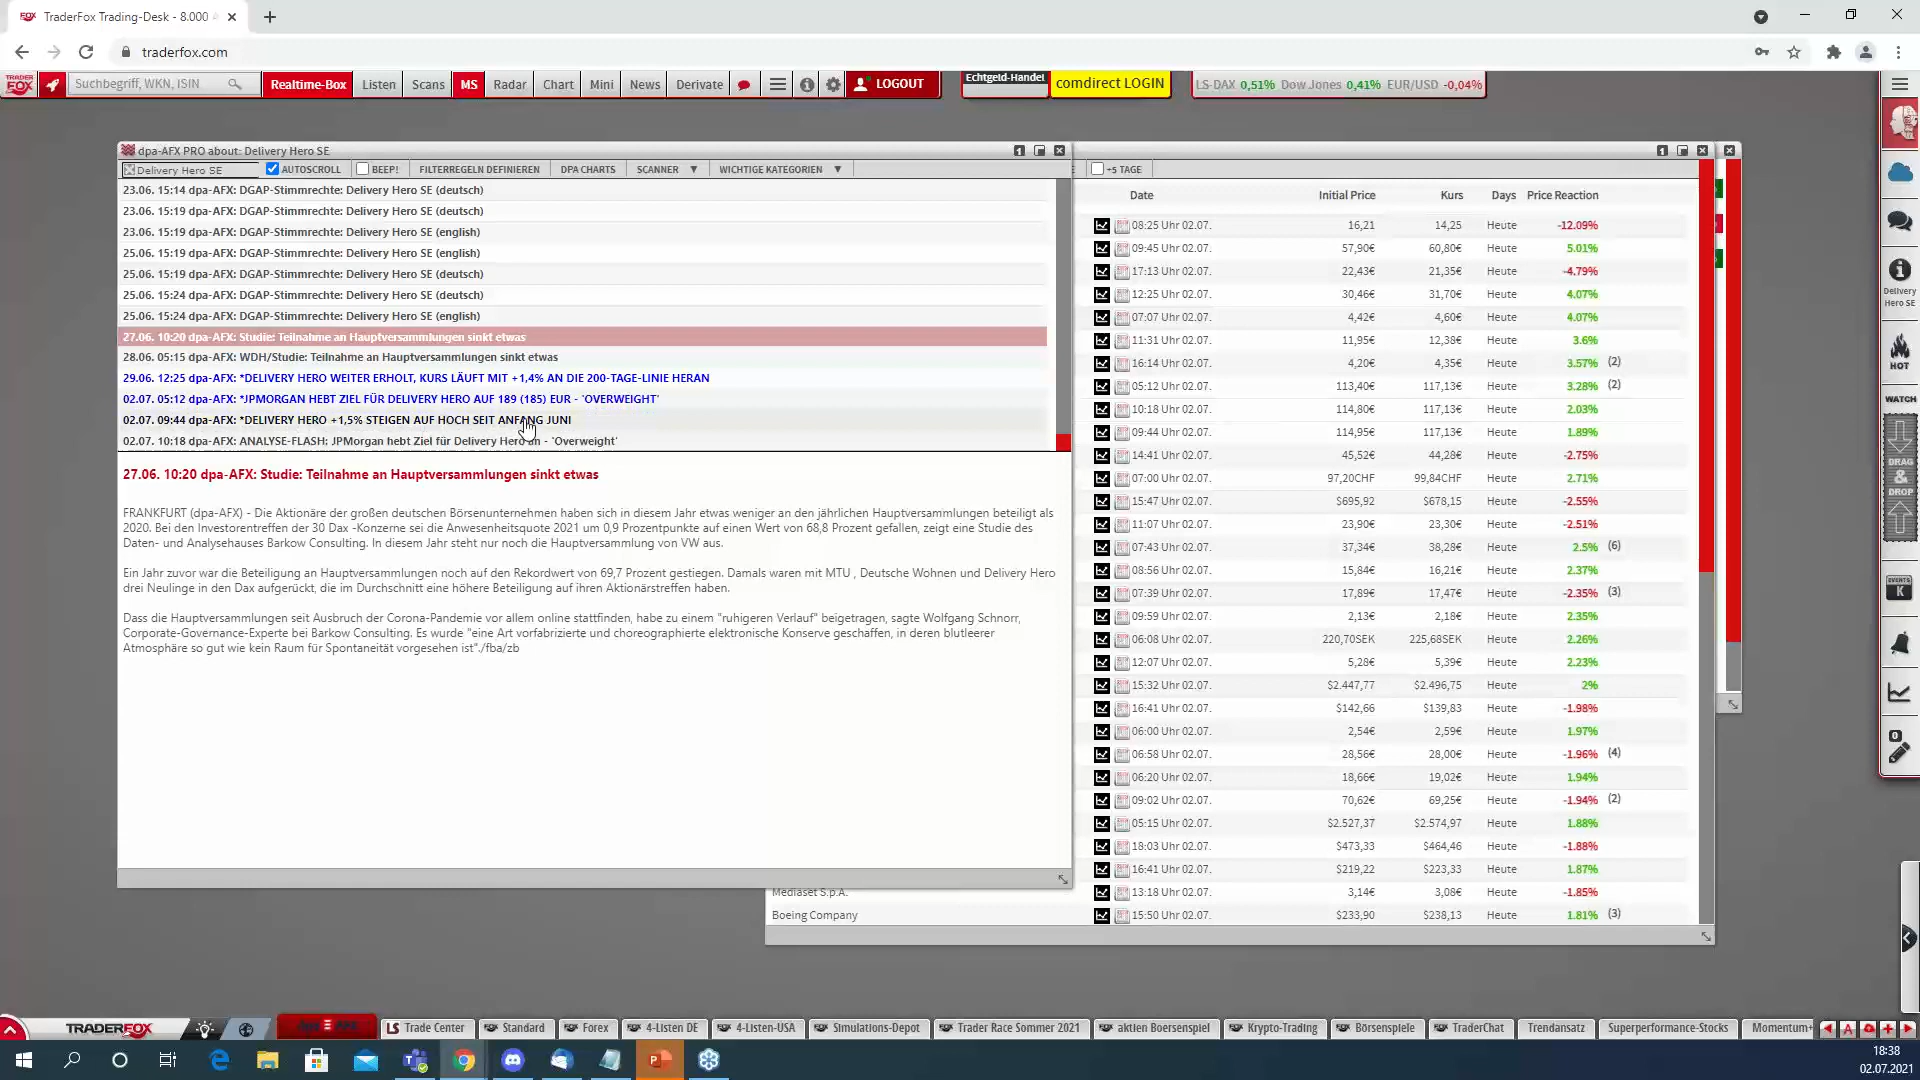 TraderFox Trading-Desk - 8.000
traderfox.com
TRADER FOX
Suchbegriff, WKN, ISIN
Realtime-Box Listen Scans MS Radar Chart Mini News Derivate LOGOUT
Echtgeld-Handel comdirect LOGIN
LS-DAX 0,51% Dow Jones 0,41% EUR/USD -0,04%
dpa-AFX PRO about: Delivery Hero SE
Delivery Hero SE AUTOSCROLL BEEP! FILTERREGELN DEFINIEREN DPA CHARTS SCANNER ▼ WICHTIGE KATEGORIEN ▼
23.06. 15:14 dpa-AFX: DGAP-Stimmrechte: Delivery Hero SE (deutsch)
23.06. 15:19 dpa-AFX: DGAP-Stimmrechte: Delivery Hero SE (deutsch)
23.06. 15:19 dpa-AFX: DGAP-Stimmrechte: Delivery Hero SE (english)
25.06. 15:19 dpa-AFX: DGAP-Stimmrechte: Delivery Hero SE (english)
25.06. 15:19 dpa-AFX: DGAP-Stimmrechte: Delivery Hero SE (deutsch)
25.06. 15:24 dpa-AFX: DGAP-Stimmrechte: Delivery Hero SE (deutsch)
25.06. 15:24 dpa-AFX: DGAP-Stimmrechte: Delivery Hero SE (english)
27.06. 10:20 dpa-AFX: Studie: Teilnahme an Hauptversammlungen sinkt etwas
28.06. 05:15 dpa-AFX: WDH/Studie: Teilnahme an Hauptversammlungen sinkt etwas
29.06. 12:25 dpa-AFX: *DELIVERY HERO WEITER ERHOLT, KURS LÄUFT MIT +1,4% AN DIE 200-TAGE-LINIE HERAN
02.07. 05:12 dpa-AFX: *JPMORGAN HEBT ZIEL FÜR DELIVERY HERO AUF 189 (185) EUR - 'OVERWEIGHT'
02.07. 09:44 dpa-AFX: *DELIVERY HERO +1,5% STEIGEN AUF HOCH SEIT ANFANG JUNI
02.07. 10:18 dpa-AFX: ANALYSE-FLASH: JPMorgan hebt Ziel für Delivery Hero - 'Overweight'
27.06. 10:20 dpa-AFX: Studie: Teilnahme an Hauptversammlungen sinkt etwas
FRANKFURT (dpa-AFX) - Die Aktionäre der großen deutschen Börsenunternehmen haben sich in diesem Jahr etwas weniger an den jährlichen Hauptversammlungen beteiligt als
2020. Bei den Investorentreffen der 30 Dax -Konzerne sei die Anwesenheitsquote 2021 um 0,9 Prozentpunkte auf einen Wert von 68,8 Prozent gefallen, zeigt eine Studie des
Daten- und Analysehauses Barkow Consulting. In diesem Jahr steht nur noch die Hauptversammlung von VW aus.
Ein Jahr zuvor war die Beteiligung an Hauptversammlungen noch auf den Rekordwert von 69,7 Prozent gestiegen. Damals waren mit MTU , Deutsche Wohnen und Delivery Hero
drei Neulinge in den Dax aufgerückt, die im Durchschnitt eine höhere Beteiligung auf ihren Aktionärstreffen haben.
Dass die Hauptversammlungen seit Ausbruch der Corona-Pandemie vor allem online stattfinden, habe zu einem "ruhigeren Verlauf" beigetragen, sagte Wolfgang Schnorr,
Corporate-Governance-Experte bei Barkow Consulting. Es wurde "eine Art vorfabrizierte und choreographierte elektronische Konserve geschaffen, in deren blutleerer
Atmosphäre so gut wie kein Raum für Spontaneität vorgesehen ist"./fba/zb
+5 TAGE
Date Initial Price Kurs Days Price Reaction
08:25 Uhr 02.07. 16,21 14,25 Heute -12.09%
09:45 Uhr 02.07. 57,90€ 60,80€ Heute 5.01%
17:13 Uhr 02.07. 22,43€ 21,35€ Heute -4.79%
12:25 Uhr 02.07. 30,46€ 31,70€ Heute 4.07%
07:07 Uhr 02.07. 4,42€ 4,60€ Heute 4.07%
11:31 Uhr 02.07. 11,95€ 12,38€ Heute 3.6%
16:14 Uhr 02.07. 4,20€ 4,35€ Heute 3.57% (2)
05:12 Uhr 02.07. 113,40€ 117,13€ Heute 3.28% (2)
10:18 Uhr 02.07. 114,80€ 117,13€ Heute 2.03%
09:44 Uhr 02.07. 114,95€ 117,13€ Heute 1.89%
14:41 Uhr 02.07. 45,52€ 44,28€ Heute -2.75%
07:00 Uhr 02.07. 97,20CHF 99,84CHF Heute 2.71%
15:47 Uhr 02.07. $695,92 $678,15 Heute -2.55%
11:07 Uhr 02.07. 23,90€ 23,30€ Heute -2.51%
07:43 Uhr 02.07. 37,34€ 38,28€ Heute 2.5% (6)
08:56 Uhr 02.07. 15,84€ 16,21€ Heute 2.37%
07:39 Uhr 02.07. 17,89€ 17,47€ Heute -2.35% (3)
09:59 Uhr 02.07. 2,13€ 2,18€ Heute 2.35%
06:08 Uhr 02.07. 220,70SEK 225,68SEK Heute 2.26%
12:07 Uhr 02.07. 5,28€ 5,39€ Heute 2.23%
15:32 Uhr 02.07. $2.447,77 $2.496,75 Heute 2%
16:41 Uhr 02.07. $142,66 $139,83 Heute -1.98%
06:00 Uhr 02.07. 2,54€ 2,59€ Heute 1.97%
06:58 Uhr 02.07. 28,56€ 28,00€ Heute -1.96% (4)
06:20 Uhr 02.07. 18,66€ 19,02€ Heute 1.94%
09:02 Uhr 02.07. 70,62€ 69,25€ Heute -1.94% (2)
05:15 Uhr 02.07. $2.527,37 $2.574,97 Heute 1.88%
18:03 Uhr 02.07. $473,33 $464,46 Heute -1.88%
16:41 Uhr 02.07. $219,22 $223,33 Heute 1.87%
Mediaset S.p.A. 13:18 Uhr 02.07. 3,14€ 3,08€ Heute -1.85%
Boeing Company 15:50 Uhr 02.07. $233,90 $238,13 Heute 1.81% (3)
Delivery
Hero SE
HOT
WATCH
DRAG
&
DROP
EVENTS
K
0
TRADERFOX dpa AFX LS Trade Center Standard Forex 4-Listen DE 4-Listen-USA Simulations-Depot Trader Race Sommer 2021 aktien Boersenspiel Krypto-Trading Börsenspiele TraderChat Trendansatz Superperformance-Stocks Momentum+
18:38
02.07.2021